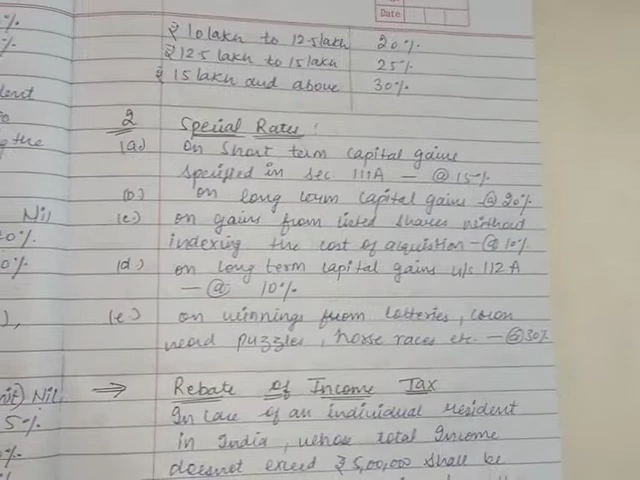 Date
₹ 10 lakh to 12.5 lakh 20%
₹ 12.5 lakh to 15 lakh 25%
₹ 15 lakh and above 30%
2 Special Rates:
(a) on short term capital gains
specified in sec 111A - @ 15%
(b) on long term capital gains - @ 20%
(c) on gains from listed shares without
indexing the cost of acquistion - @ 10%
(d) on long term capital gains u/s 112A
- @ 10%
(e) on winnings from lotteries,
word puzzles, horse races etc. - @ 30%
⇒ Rebate of Income Tax
In case of an individual resident
in India, whose total Income
doesnot exceed ₹ 5,00,000 shall be
%
%
to
the
Nil
0%.
0%
),
Nil
5%
%